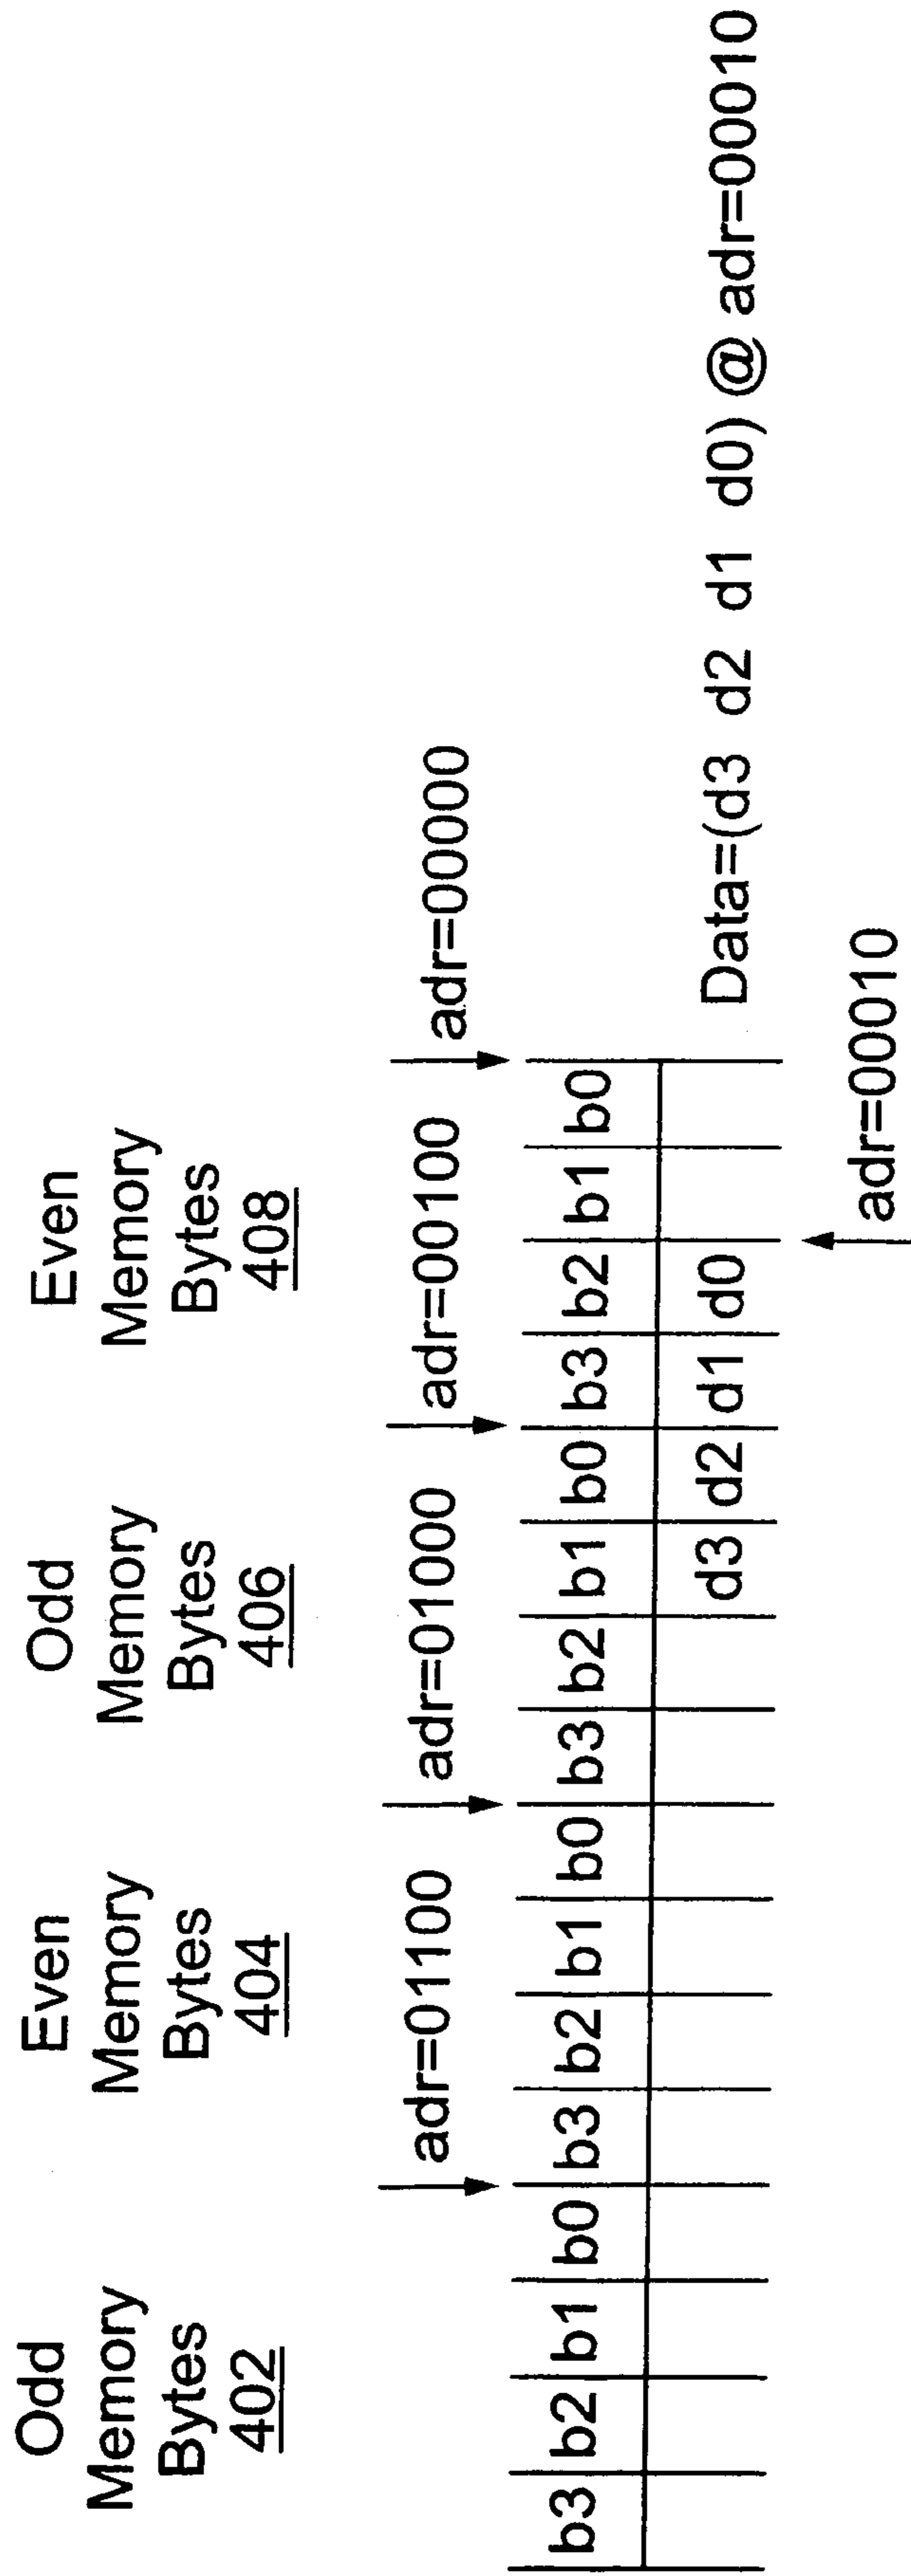 Odd
Memory
Bytes
402
Even
Memory
Bytes
404
Odd
Memory
Bytes
406
Even
Memory
Bytes
408
adr=01100 adr=01000 adr=00100 adr=00000
b3 b2 b1 b0 b3 b2 b1 b0 b3 b2 b1 b0 b3 b2 b1 b0
d3 d2 d1 d0 Data=(d3 d2 d1 d0) @ adr=00010
adr=00010